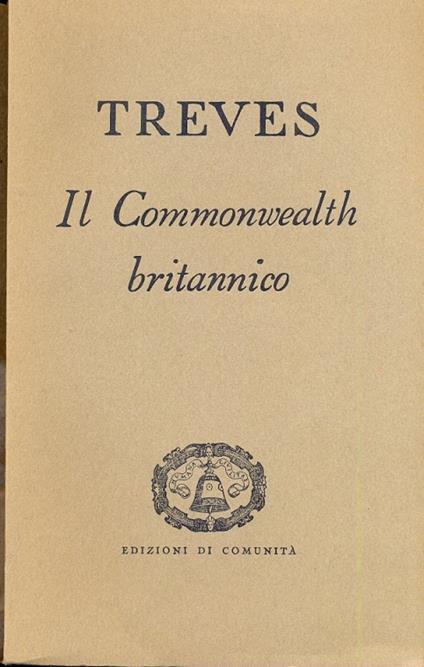 TREVES
Il Commonwealth
britannico
EDIZIONI DI COMUNITÀ